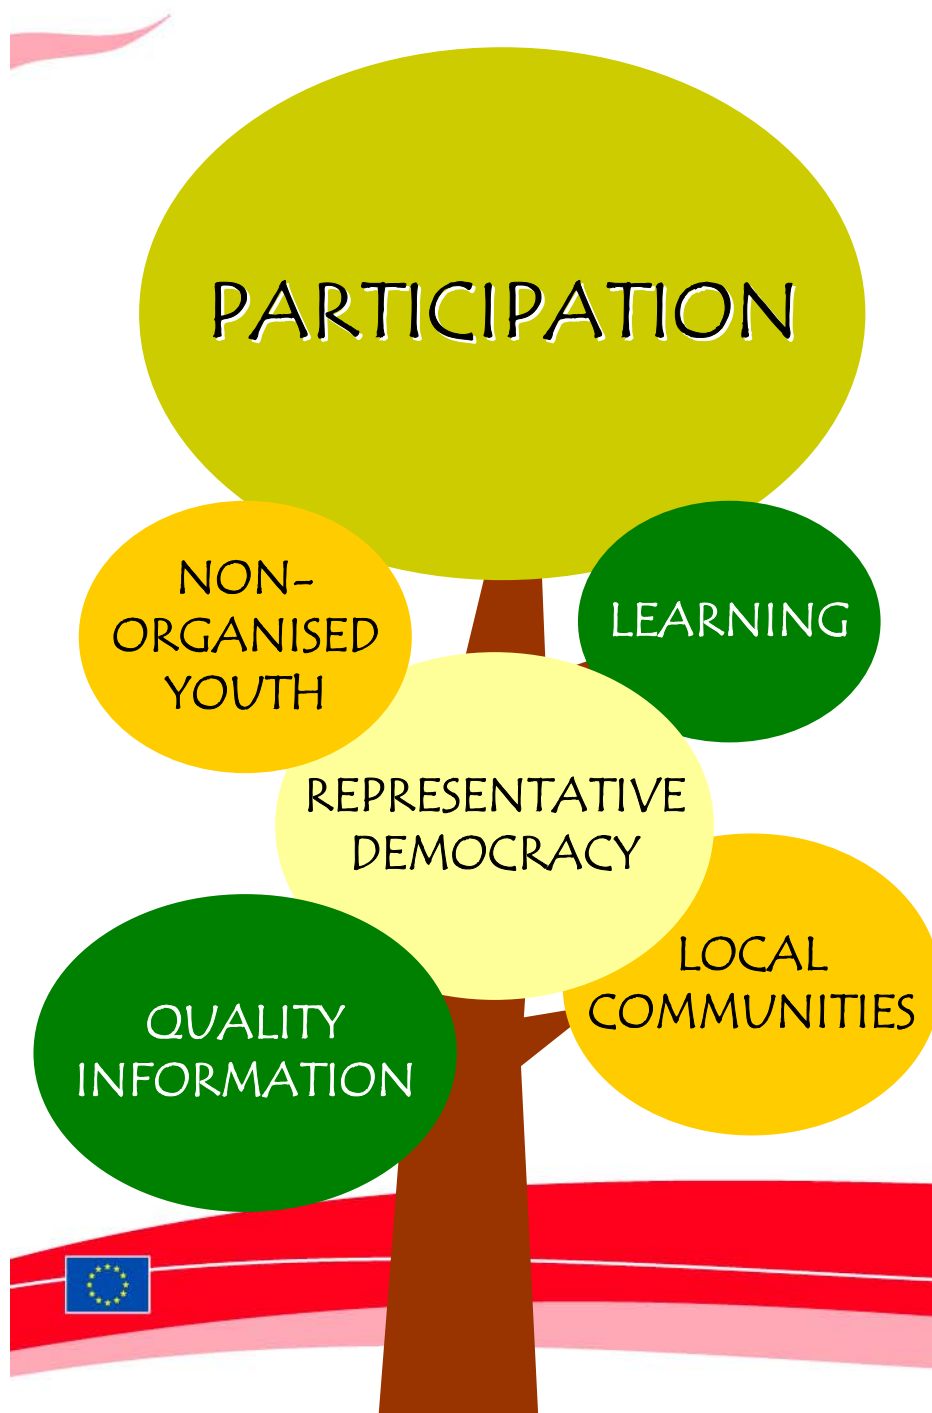 PARTICIPATION
NON-
ORGANISED
YOUTH
LEARNING
REPRESENTATIVE
DEMOCRACY
LOCAL
COMMUNITIES
QUALITY
INFORMATION